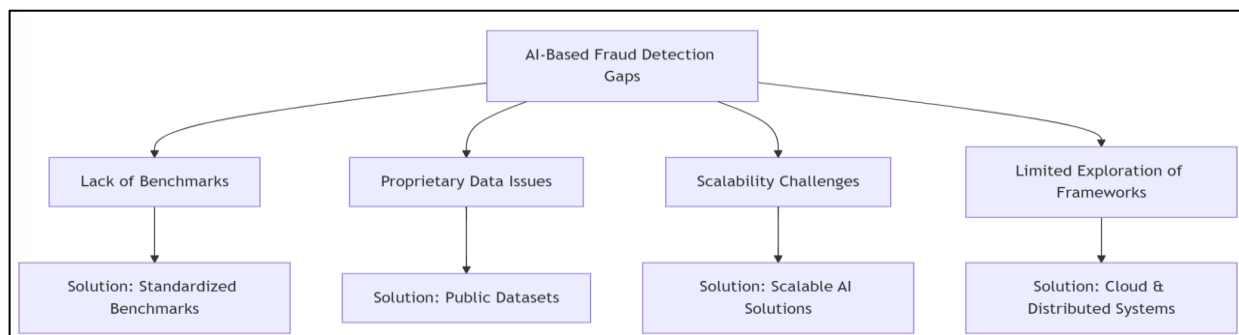 AI-Based Fraud Detection
Gaps
Lack of Benchmarks
Proprietary Data Issues
Scalability Challenges
Limited Exploration of
Frameworks
Solution: Standardized
Benchmarks
Solution: Public Datasets
Solution: Scalable AI
Solutions
Solution: Cloud &
Distributed Systems